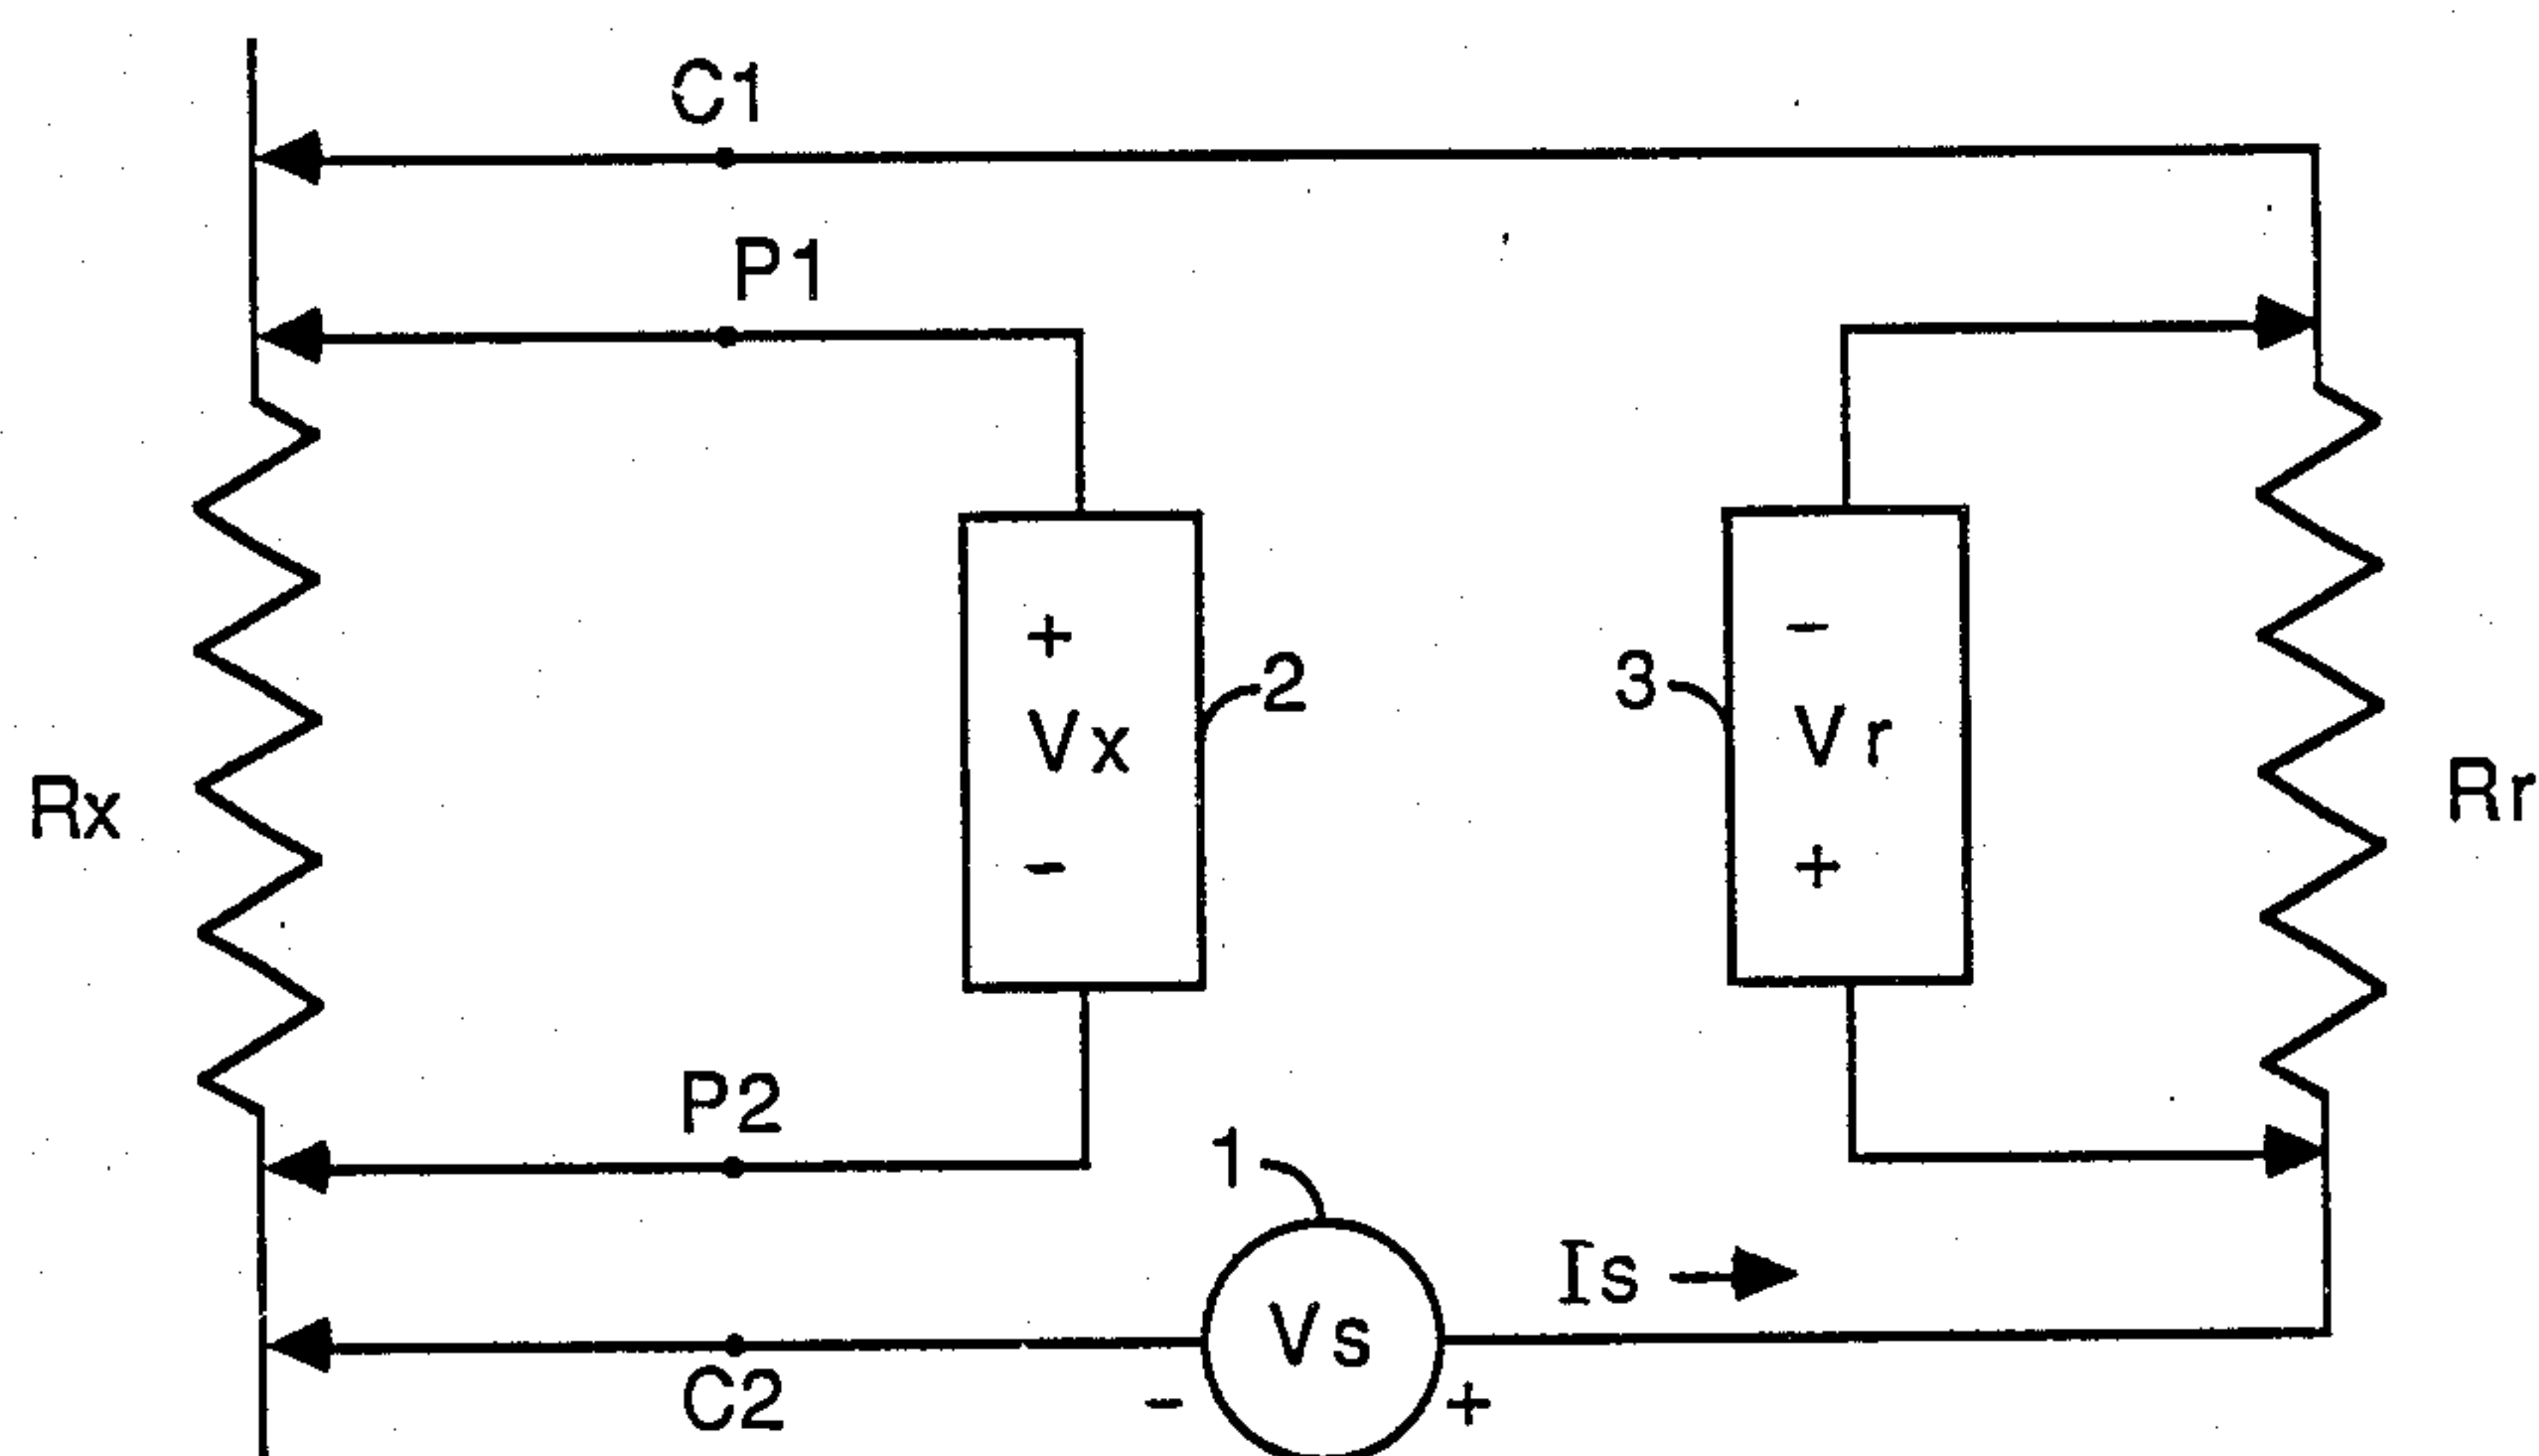 C1
P1
+
Vx
-
2
3
-
Vr
+
Rx
Rr
P2
1
Is
Vs
-
+
C2